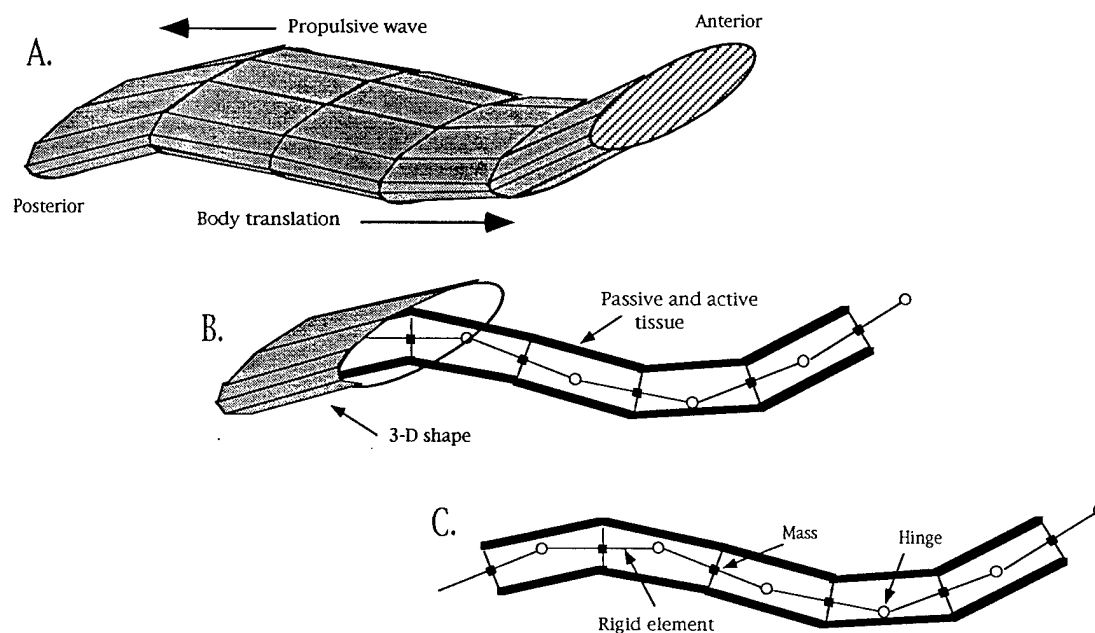 A.
Propulsive wave
Anterior
Posterior
Body translation
B.
Passive and active
tissue
3-D shape
C.
Mass
Hinge
Rigid element